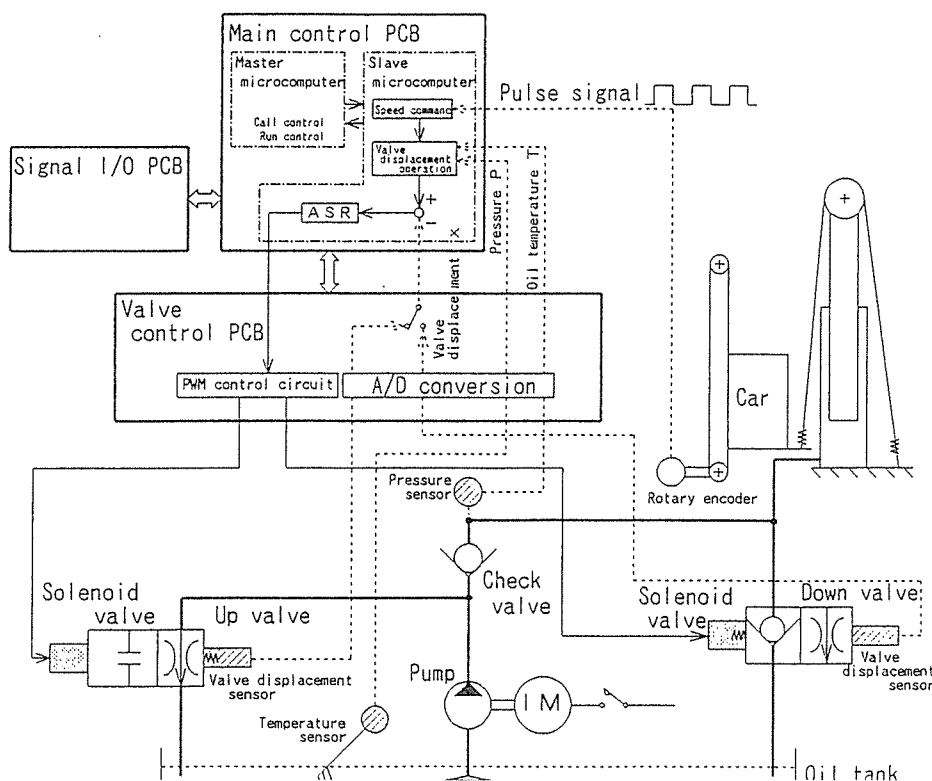 Main control PCB
Master
microcomputer
Slave
microcomputer
Call control
Run control
Speed command
Valve
displacement
operation
+
−
ASR
Signal I/O PCB
Pulse signal
Valve
control PCB
PWM control circuit
A/D conversion
Valve
displacement X
Pressure P
Oil temperature T
Car
Rotary encoder
Pressure
sensor
Check
valve
Solenoid
valve
Up valve
Valve displacement
sensor
Temperature
sensor
Pump
IM
Solenoid
valve
Down valve
Valve
displacement
sensor
Oil tank